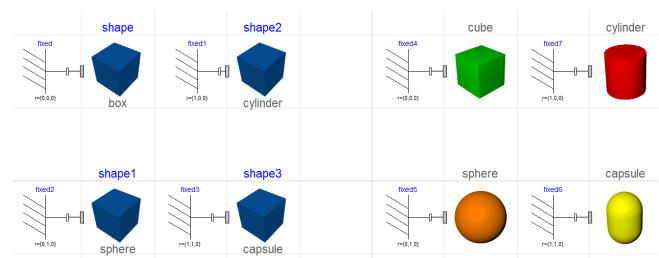 shape shape2 cube cylinder
fixed fixed1 fixed4 fixed7
r={0,0,0} r={1,0,0} r={0,0,0} r={1,0,0}
box cylinder
shape1 shape3 sphere capsule
fixed2 fixed3 fixed5 fixed6
r={0,1,0} r={1,1,0} r={0,1,0} r={1,1,0}
sphere capsule